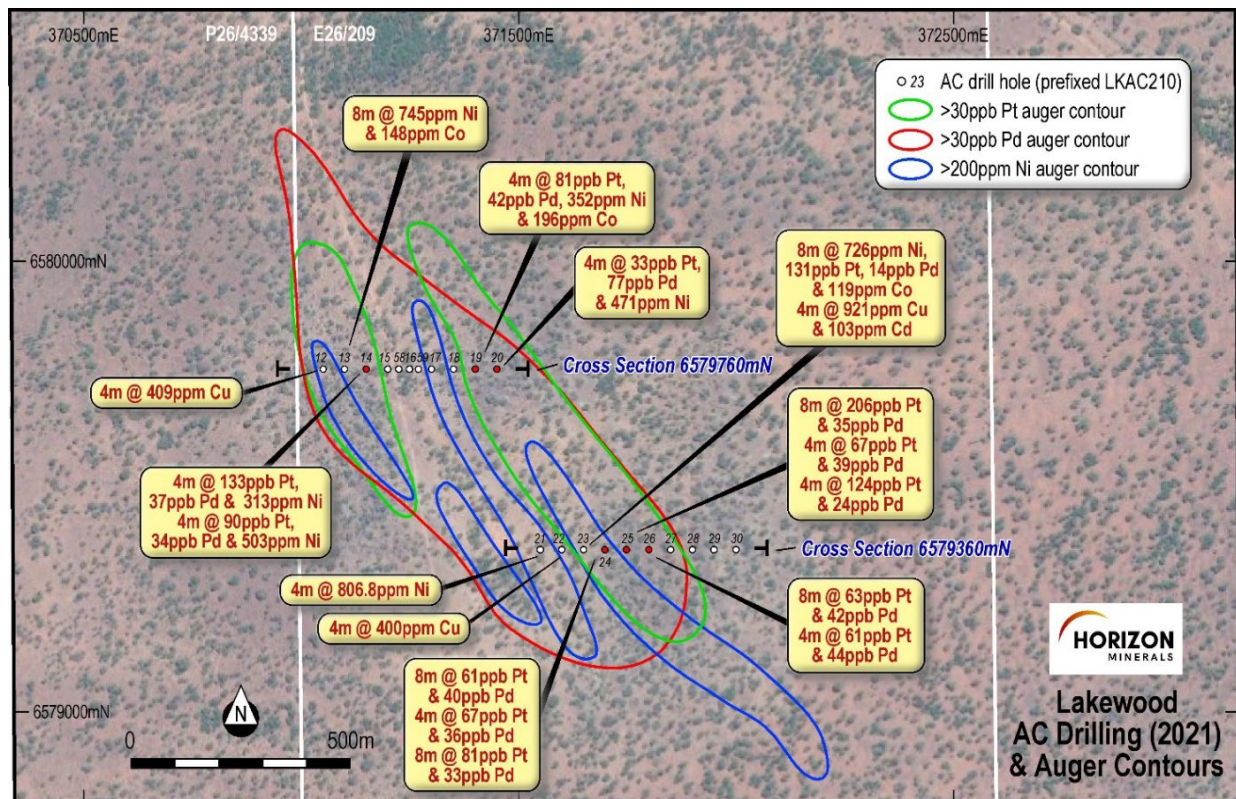 370500mE
P26/4339
E26/209
371500mE
372500mE
23 AC drill hole (prefixed LKAC210)
>30ppb Pt auger contour
>30ppb Pd auger contour
>200ppm Ni auger contour
8m @ 745ppm Ni
& 148ppm Co
4m @ 81ppb Pt,
42ppb Pd, 352ppm Ni
& 196ppm Co
4m @ 33ppb Pt,
77ppb Pd
& 471ppm Ni
8m @ 726ppm Ni,
131ppb Pt, 14ppb Pd
& 119ppm Co
4m @ 921ppm Cu
& 103ppm Cd
6580000mN
12 13 14 15 58 16 59 17 18 19 20
Cross Section 6579760mN
4m @ 409ppm Cu
8m @ 206ppb Pt
& 35ppb Pd
4m @ 67ppb Pt
& 39ppb Pd
4m @ 124ppb Pt
& 24ppb Pd
4m @ 133ppb Pt,
37ppb Pd & 313ppm Ni
4m @ 90ppb Pt,
34ppb Pd & 503ppm Ni
21 22 23 24 25 26 27 28 29 30
Cross Section 6579360mN
4m @ 806.8ppm Ni
4m @ 400ppm Cu
8m @ 63ppb Pt
& 42ppb Pd
4m @ 61ppb Pt
& 44ppb Pd
8m @ 61ppb Pt
& 40ppb Pd
4m @ 67ppb Pt
& 36ppb Pd
8m @ 81ppb Pt
& 33ppb Pd
6579000mN
N
0 500m
HORIZON
MINERALS
Lakewood
AC Drilling (2021)
& Auger Contours